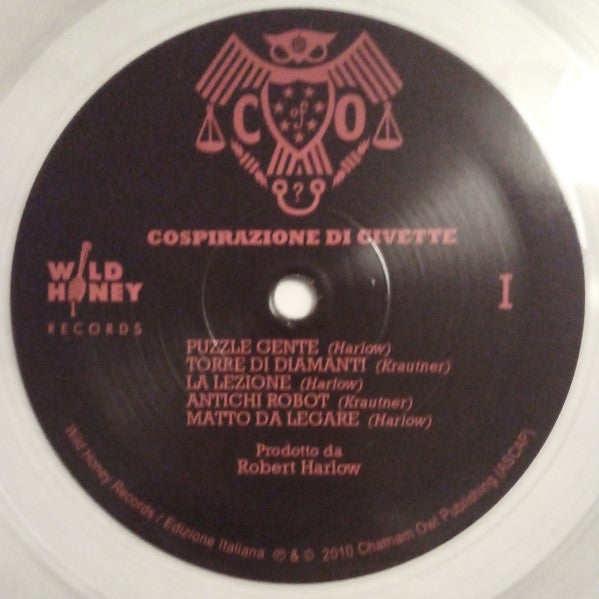 C of O
?
COSPIRAZIONE DI CIVETTE
WILD
HONEY
RECORDS
I
PUZZLE GENTE (Harlow)
TORRE DI DIAMANTI (Krautner)
LA LEZIONE (Harlow)
ANTICHI ROBOT (Krautner)
MATTO DA LEGARE (Harlow)
Prodotto da
Robert Harlow
Wild Honey Records / Edizione Italiana ℗ & © 2010 Chatham Owl Publishing (ASCAP)